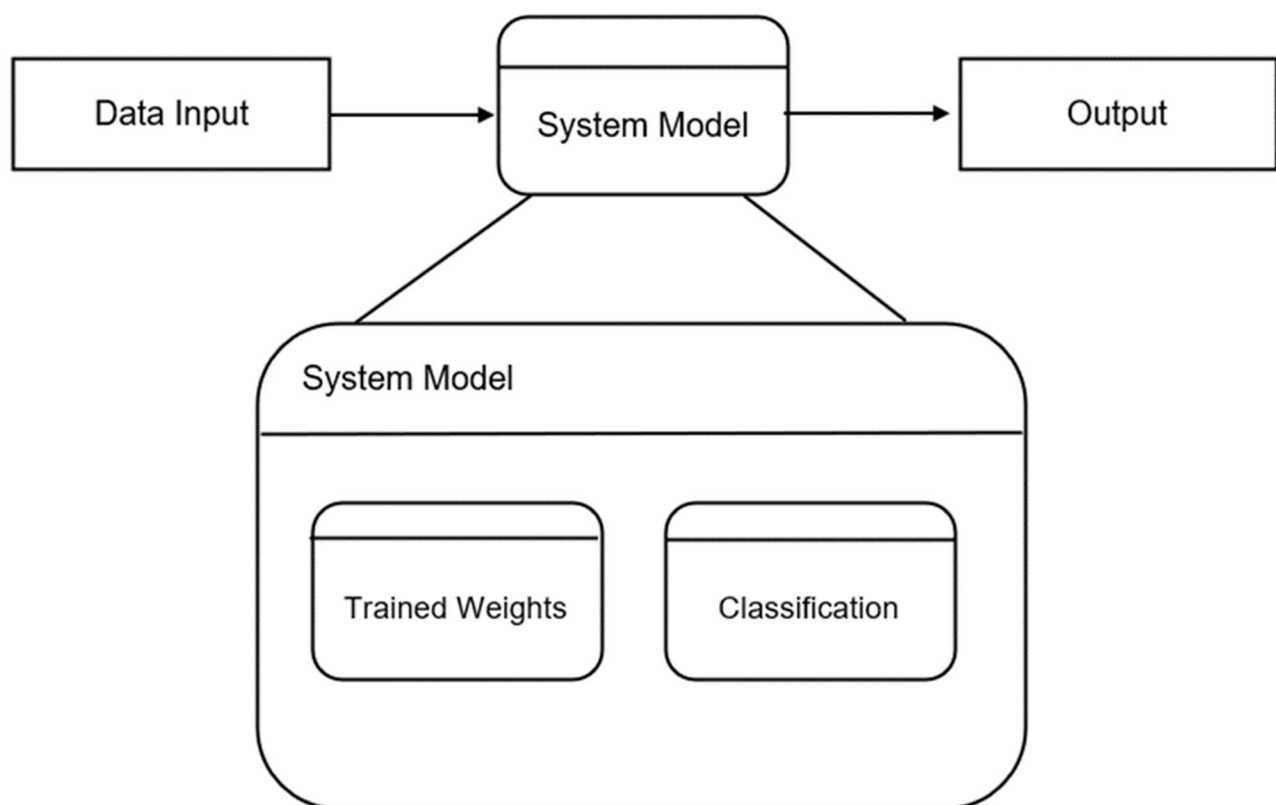 Data Input
System Model
Output
System Model
Trained Weights
Classification